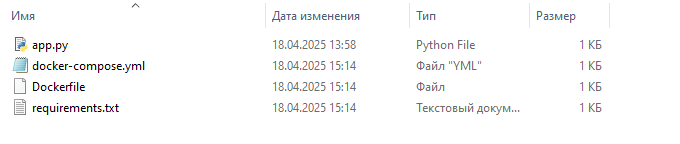 Имя Дата изменения Тип Размер
app.py 18.04.2025 13:58 Python File 1 КБ
docker-compose.yml 18.04.2025 15:14 Файл "YML" 1 КБ
Dockerfile 18.04.2025 15:14 Файл 1 КБ
requirements.txt 18.04.2025 15:14 Текстовый докум... 1 КБ